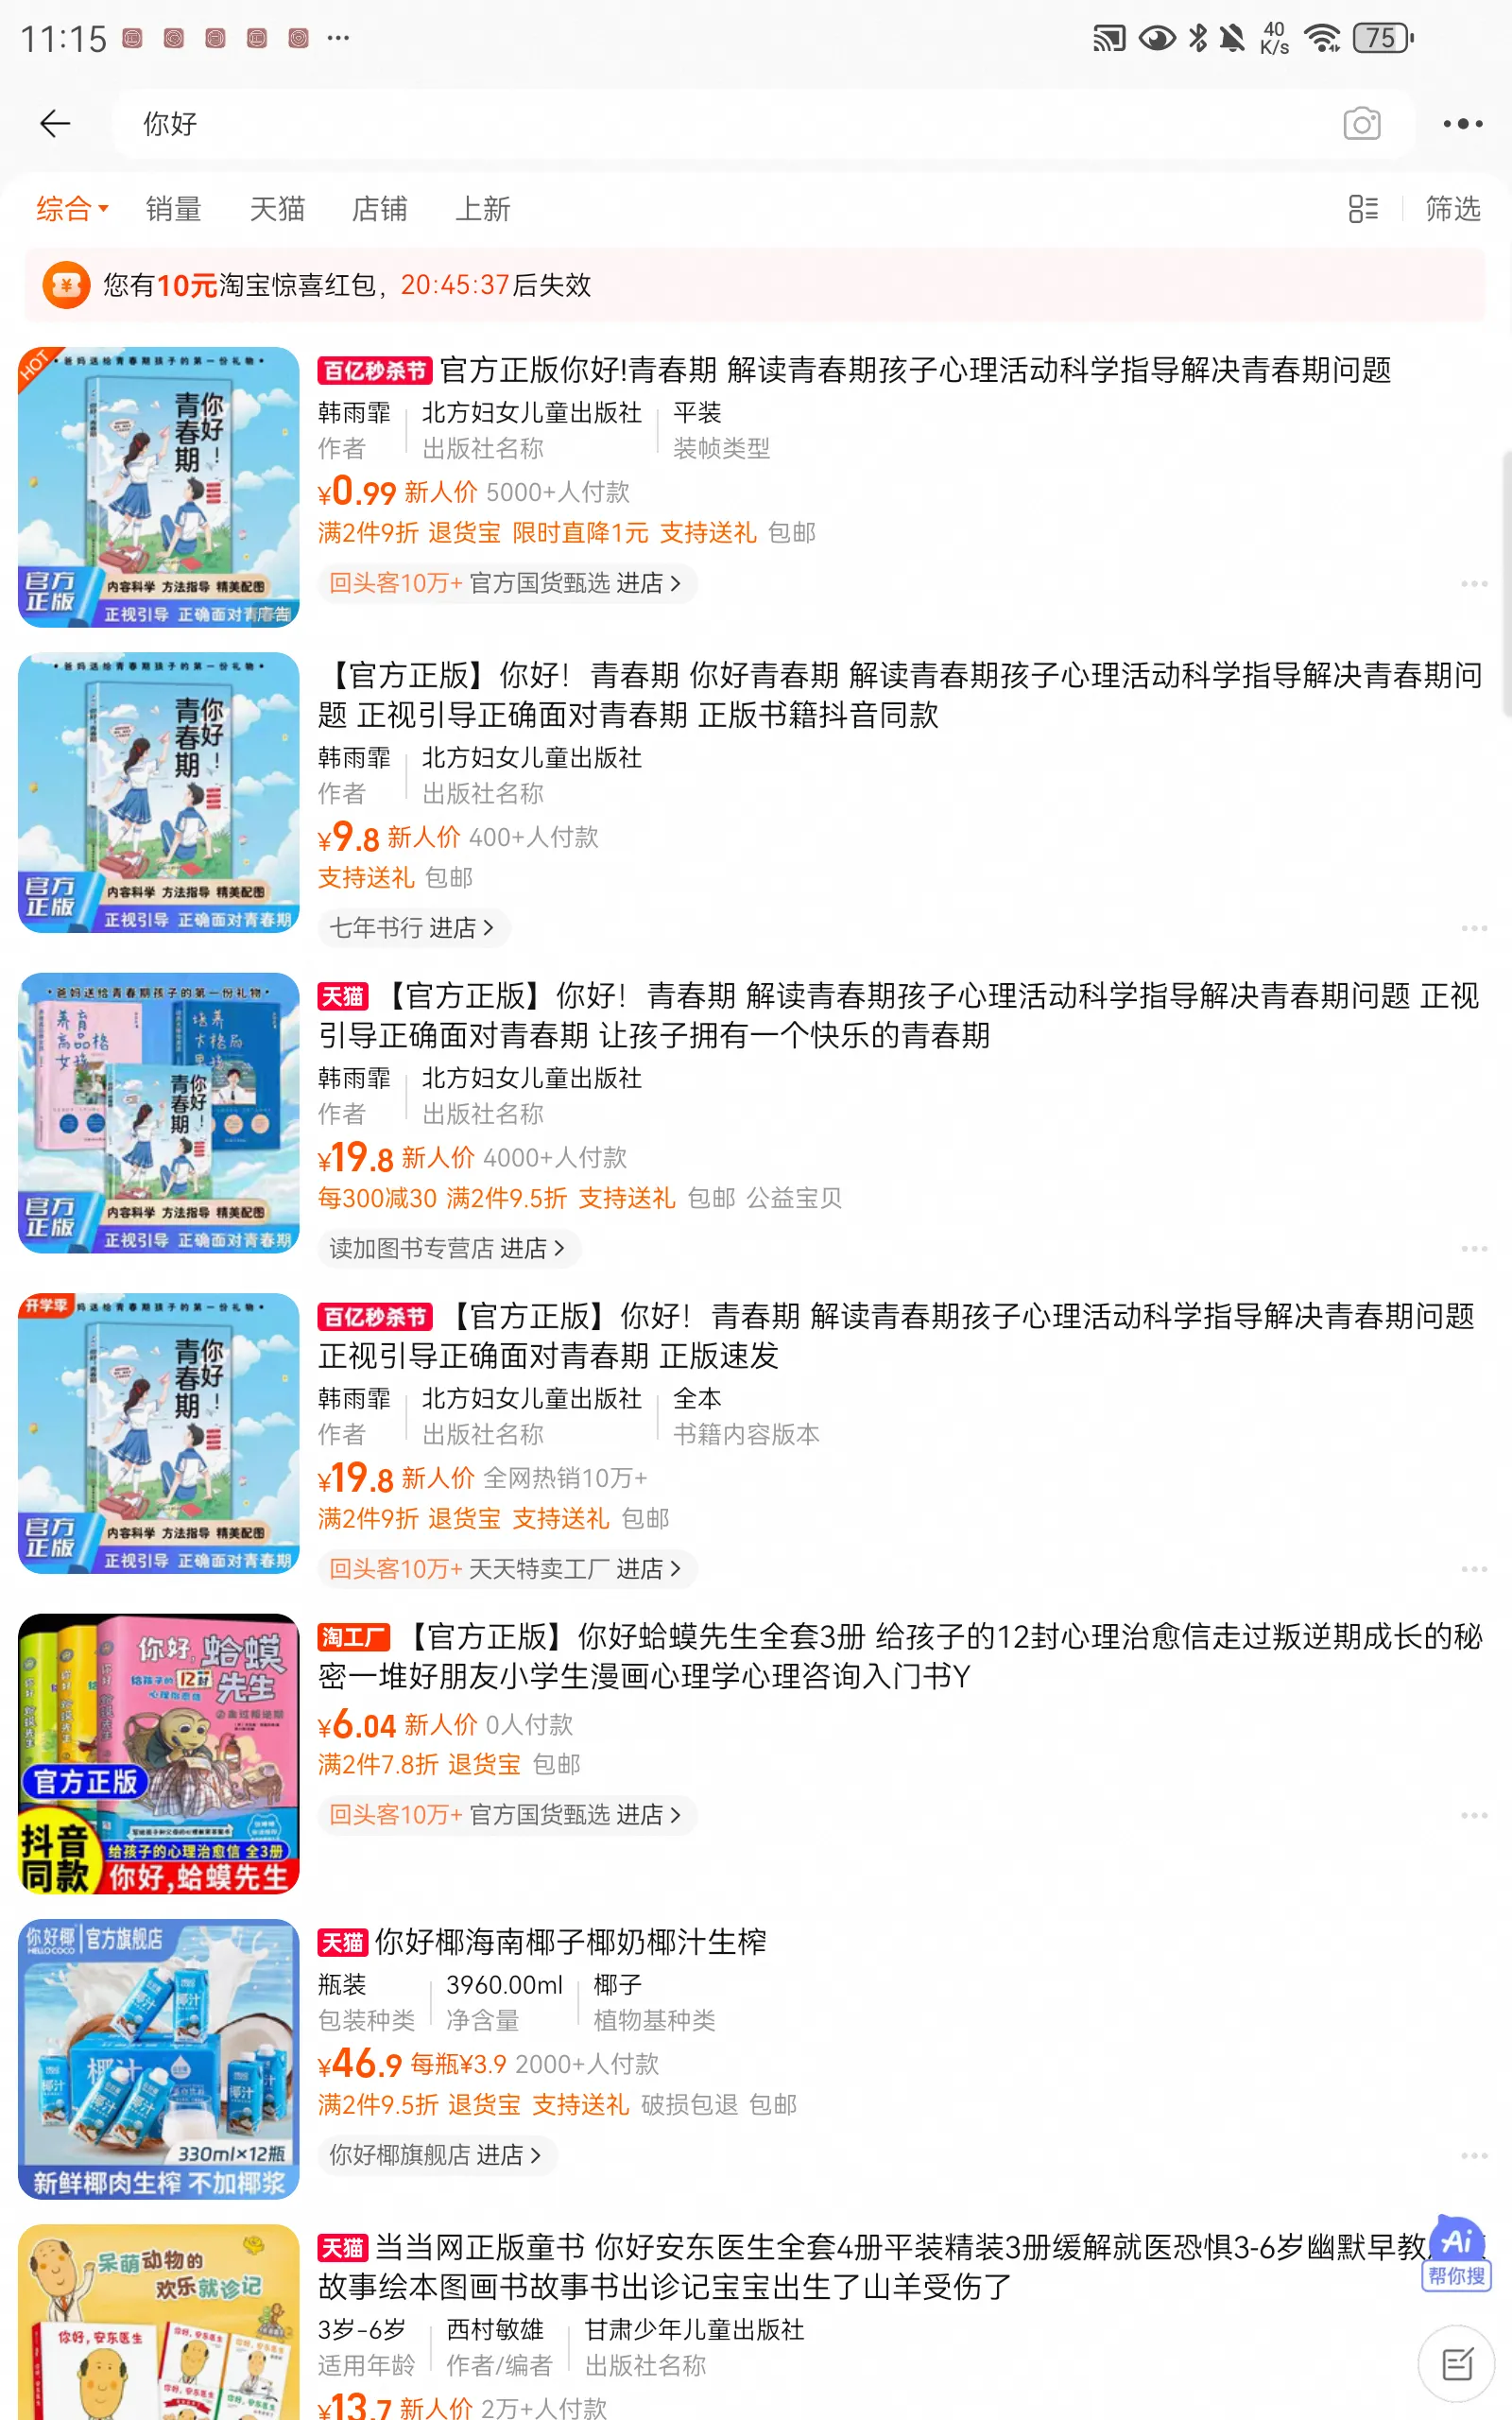 11:15
40
K/s
75
你好
综合 销量 天猫 店铺 上新 筛选
您有10元淘宝惊喜红包，20:45:37后失效
HOT
•爸妈送给青春期孩子的第一份礼物•
你好！
青春期
官方
正版
内容科学 方法指导 精美配图
正视引导 正确面对青
广告
百亿秒杀节 官方正版你好!青春期 解读青春期孩子心理活动科学指导解决青春期问题
韩雨霏 北方妇女儿童出版社 平装
作者 出版社名称 装帧类型
¥0.99 新人价 5000+人付款
满2件9折 退货宝 限时直降1元 支持送礼 包邮
回头客10万+ 官方国货甄选 进店
•爸妈送给青春期孩子的第一份礼物•
你好！
青春期
官方
正版
内容科学 方法指导 精美配图
正视引导 正确面对青春期
【官方正版】你好！青春期 你好青春期 解读青春期孩子心理活动科学指导解决青春期问
题 正视引导正确面对青春期 正版书籍抖音同款
韩雨霏 北方妇女儿童出版社
作者 出版社名称
¥9.8 新人价 400+人付款
支持送礼 包邮
七年书行 进店
•爸妈送给青春期孩子的第一份礼物•
养育
高品格
女孩
培养
大格局
男孩
你好！
青春期
官方
正版
内容科学 方法指导 精美配图
正视引导 正确面对青春期
天猫 【官方正版】你好！青春期 解读青春期孩子心理活动科学指导解决青春期问题 正视
引导正确面对青春期 让孩子拥有一个快乐的青春期
韩雨霏 北方妇女儿童出版社
作者 出版社名称
¥19.8 新人价 4000+人付款
每300减30 满2件9.5折 支持送礼 包邮 公益宝贝
读加图书专营店 进店
开学季
妈送给青春期孩子的第一份礼物•
你好！
青春期
官方
正版
内容科学 方法指导 精美配图
正视引导 正确面对青春期
百亿秒杀节 【官方正版】你好！青春期 解读青春期孩子心理活动科学指导解决青春期问题
正视引导正确面对青春期 正版速发
韩雨霏 北方妇女儿童出版社 全本
作者 出版社名称 书籍内容版本
¥19.8 新人价 全网热销10万+
满2件9折 退货宝 支持送礼 包邮
回头客10万+ 天天特卖工厂 进店
你好,蛤蟆
先生
给孩子的12封
心理治愈信
走过叛逆期
官方正版
抖音
同款
给孩子的心理治愈信 全3册
你好,蛤蟆先生
淘工厂 【官方正版】你好蛤蟆先生全套3册 给孩子的12封心理治愈信走过叛逆期成长的秘
密一堆好朋友小学生漫画心理学心理咨询入门书Y
¥6.04 新人价 0人付款
满2件7.8折 退货宝 包邮
回头客10万+ 官方国货甄选 进店
你好椰 官方旗舰店
HELLO COCO
椰汁
330ml×12瓶
新鲜椰肉生榨 不加椰浆
天猫 你好椰海南椰子椰奶椰汁生榨
瓶装 3960.00ml 椰子
包装种类 净含量 植物基种类
¥46.9 每瓶¥3.9 2000+人付款
满2件9.5折 退货宝 支持送礼 破损包退 包邮
你好椰旗舰店 进店
呆萌动物的
欢乐就诊记
你好，安东医生
你好，安东医生
你好，安东医生
天猫 当当网正版童书 你好安东医生全套4册平装精装3册缓解就医恐惧3-6岁幽默早教
故事绘本图画书故事书出诊记宝宝出生了山羊受伤了
3岁-6岁 西村敏雄 甘肃少年儿童出版社
适用年龄 作者/编者 出版社名称
¥13.7 新人价 2万+人付款
Ai
帮你搜